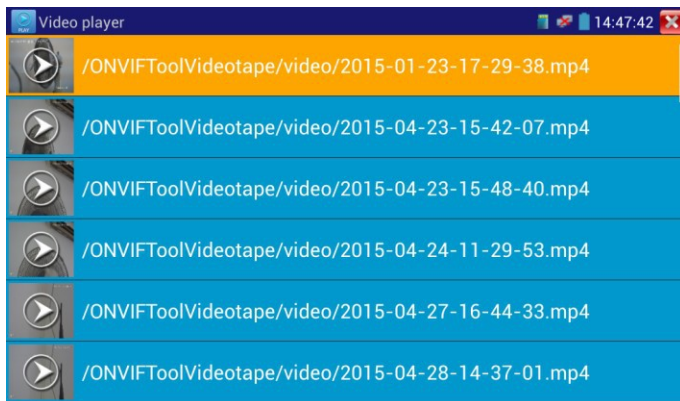 PLAY
Video player
14:47:42
/ONVIFToolVideotape/video/2015-01-23-17-29-38.mp4
/ONVIFToolVideotape/video/2015-04-23-15-42-07.mp4
/ONVIFToolVideotape/video/2015-04-23-15-48-40.mp4
/ONVIFToolVideotape/video/2015-04-24-11-29-53.mp4
/ONVIFToolVideotape/video/2015-04-27-16-44-33.mp4
/ONVIFToolVideotape/video/2015-04-28-14-37-01.mp4